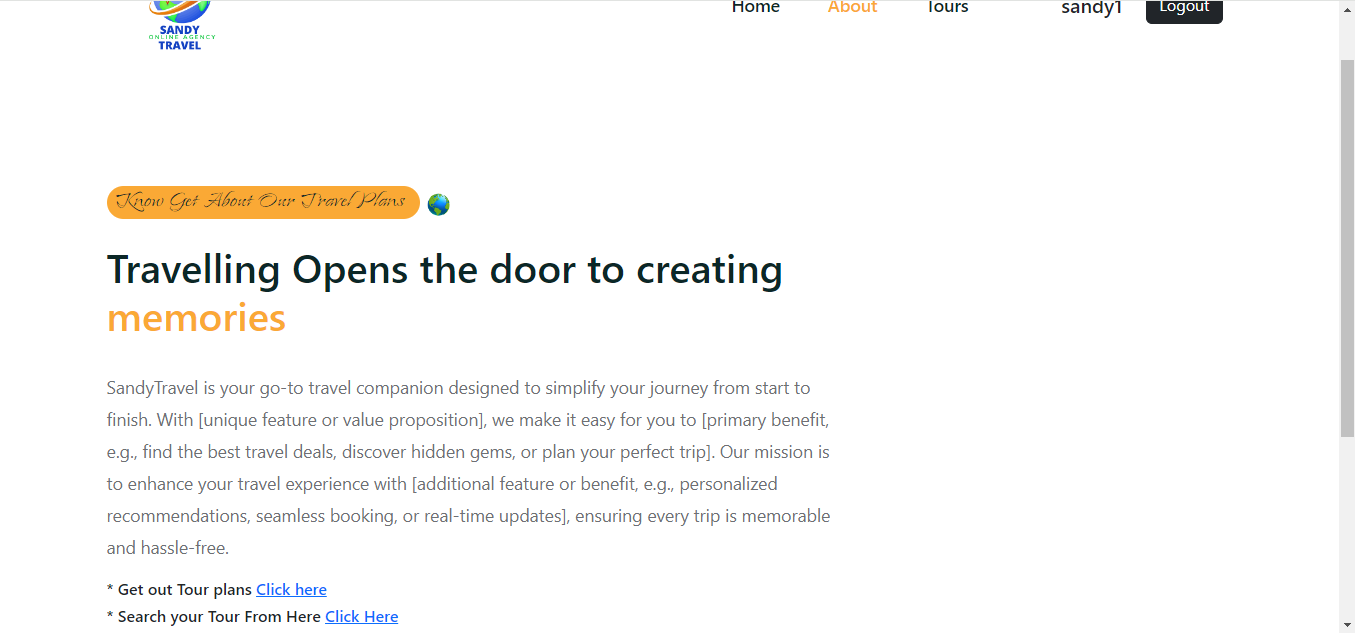 Home About Tours sandy1 Logout
SANDY
ONLINE AGENCY
TRAVEL
Know Get About Our Travel Plans
Travelling Opens the door to creating
memories
SandyTravel is your go-to travel companion designed to simplify your journey from start to
finish. With [unique feature or value proposition], we make it easy for you to [primary benefit,
e.g., find the best travel deals, discover hidden gems, or plan your perfect trip]. Our mission is
to enhance your travel experience with [additional feature or benefit, e.g., personalized
recommendations, seamless booking, or real-time updates], ensuring every trip is memorable
and hassle-free.
* Get out Tour plans Click here
* Search your Tour From Here Click Here